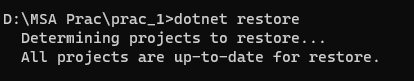 D:\MSA Prac\prac_1>dotnet restore
  Determining projects to restore...
  All projects are up-to-date for restore.